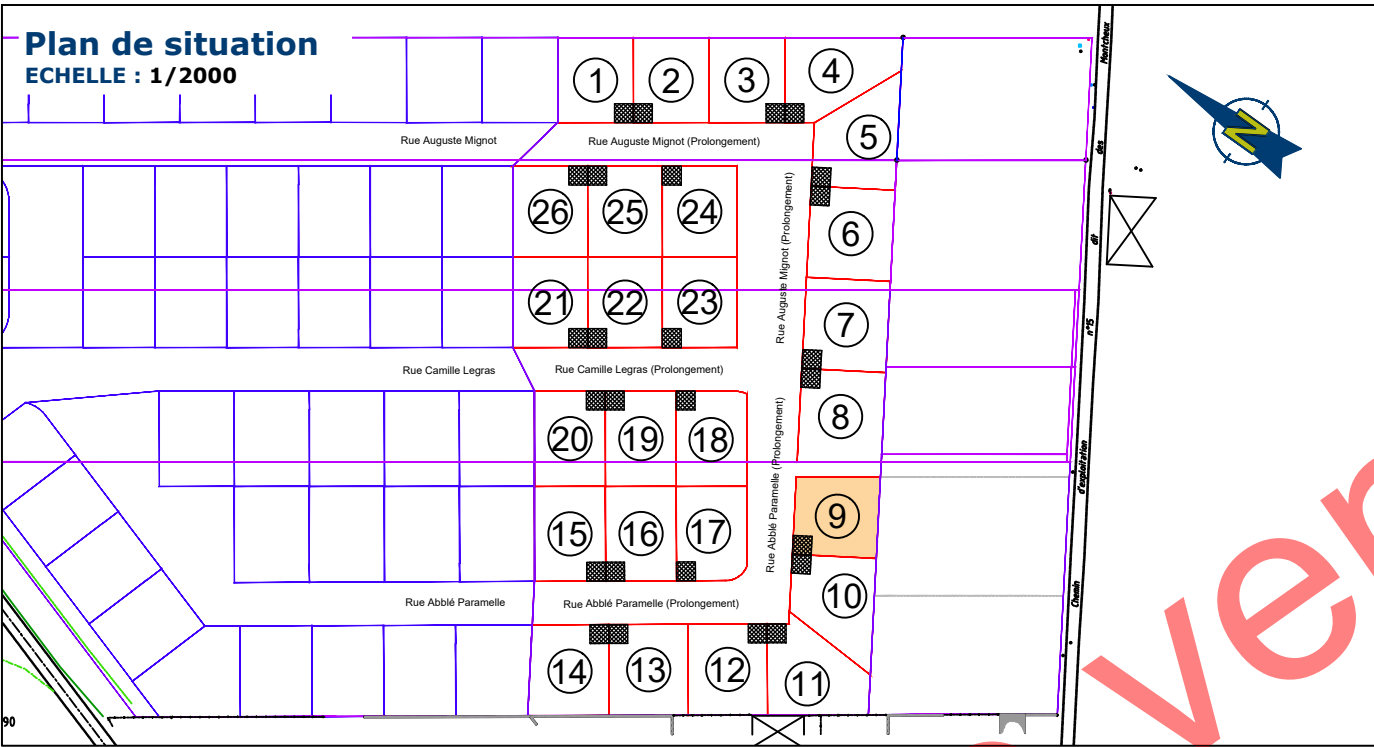 Plan de situation
ECHELLE : 1/2000
1
2
3
4
5
Rue Auguste Mignot
Rue Auguste Mignot (Prolongement)
26
25
24
6
Rue Auguste Mignot (Prolongement)
21
22
23
7
Rue Camille Legras
Rue Camille Legras (Prolongement)
20
19
18
8
Rue Abblé Paramelle (Prolongement)
15
16
17
9
Rue Abblé Paramelle
Rue Abblé Paramelle (Prolongement)
10
14
13
12
11
Chemin d'exploitation n°15 dit des Montcheux
N
90
ver